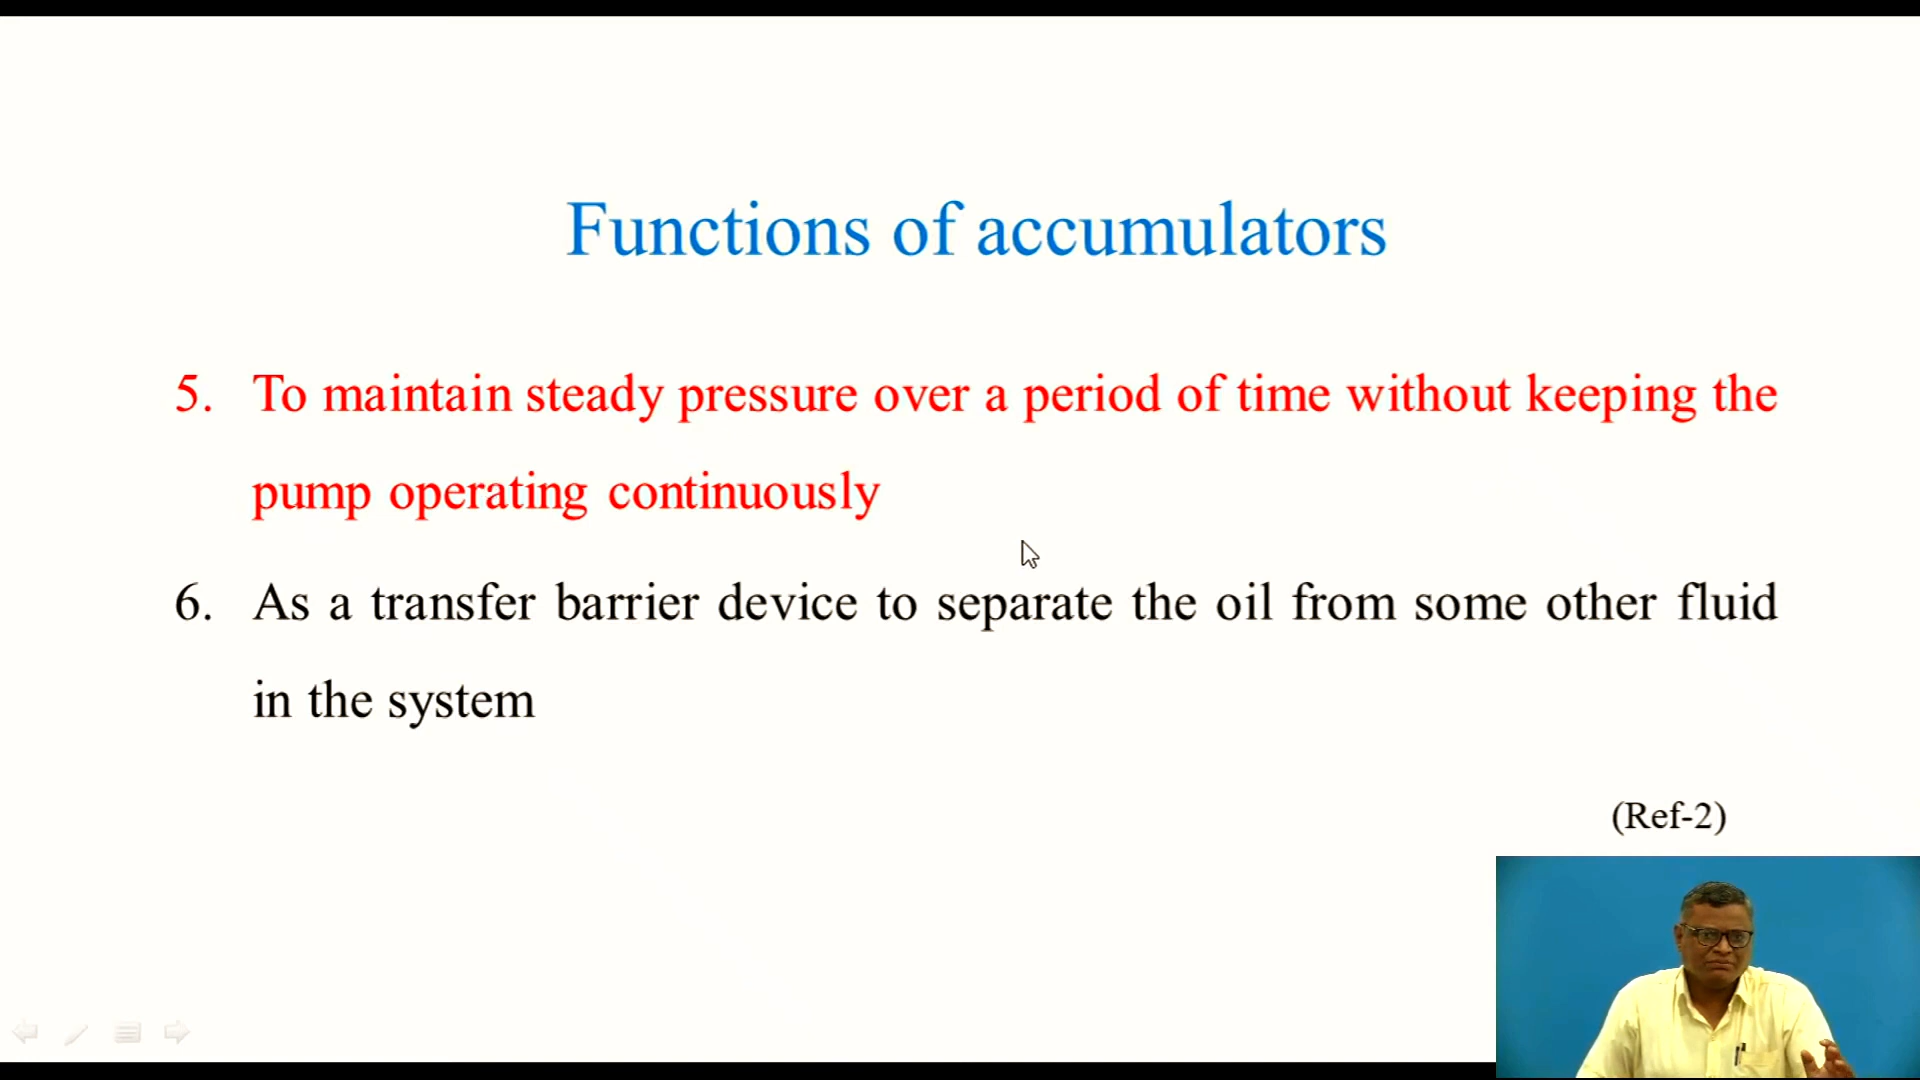 Functions of accumulators
5. To maintain steady pressure over a period of time without keeping the
pump operating continuously
6. As a transfer barrier device to separate the oil from some other fluid
in the system
(Ref-2)